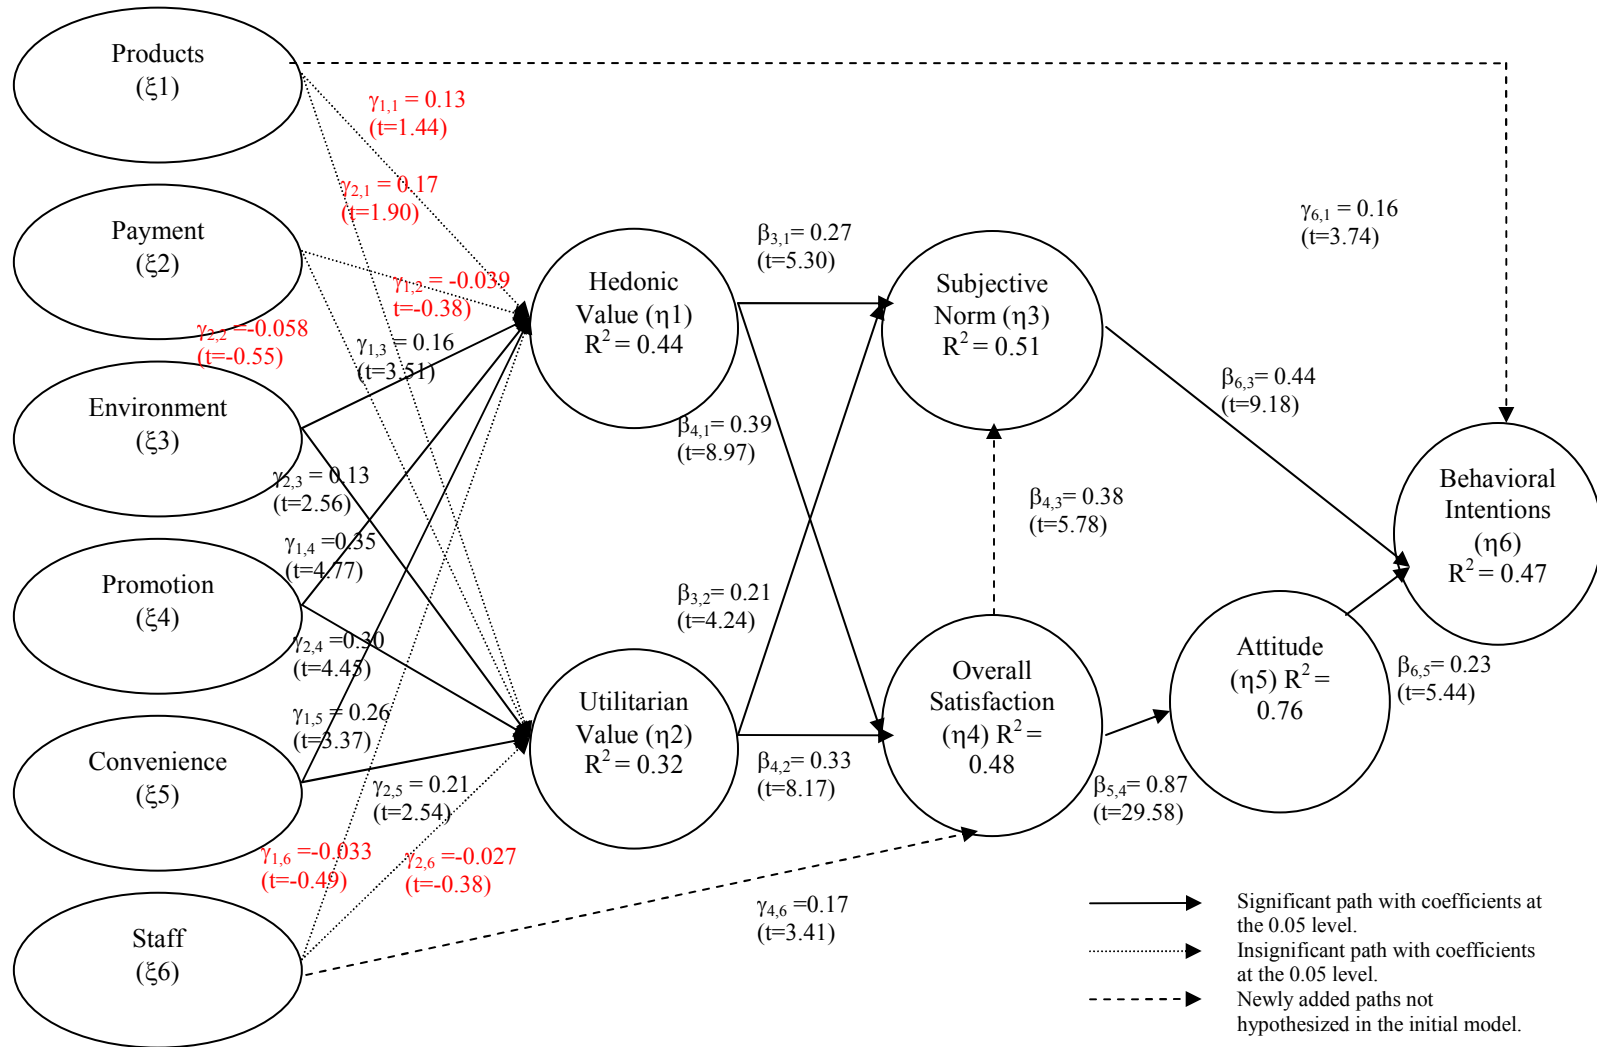 Products
(ξ1)
γ1,1 = 0.13
(t=1.44)
γ2,1 = 0.17
(t=1.90)
γ6,1 = 0.16
(t=3.74)
Payment
(ξ2)
γ1,2 = -0.039
t=-0.38)
γ2,2 =-0.058
(t=-0.55)
Environment
(ξ3)
γ1,3 = 0.16
(t=3.51)
γ2,3 = 0.13
(t=2.56)
Promotion
(ξ4)
γ1,4 = 0.35
(t=4.77)
γ2,4 =0.30
(t=4.45)
Convenience
(ξ5)
γ1,5 = 0.26
(t=3.37)
γ2,5 = 0.21
(t=2.54)
Staff
(ξ6)
γ1,6 =-0.033
(t=-0.49)
γ2,6 =-0.027
(t=-0.38)
γ4,6 =0.17
(t=3.41)
Hedonic
Value (η1)
R² = 0.44
β3,1= 0.27
(t=5.30)
β4,1= 0.39
(t=8.97)
Utilitarian
Value (η2)
R² = 0.32
β3,2= 0.21
(t=4.24)
β4,2= 0.33
(t=8.17)
Subjective
Norm (η3)
R² = 0.51
β6,3= 0.44
(t=9.18)
β4,3= 0.38
(t=5.78)
Overall
Satisfaction
(η4) R² =
0.48
β5,4= 0.87
(t=29.58)
Attitude
(η5) R² =
0.76
β6,5= 0.23
(t=5.44)
Behavioral
Intentions
(η6)
R² = 0.47
Significant path with coefficients at
the 0.05 level.
Insignificant path with coefficients
at the 0.05 level.
Newly added paths not
hypothesized in the initial model.